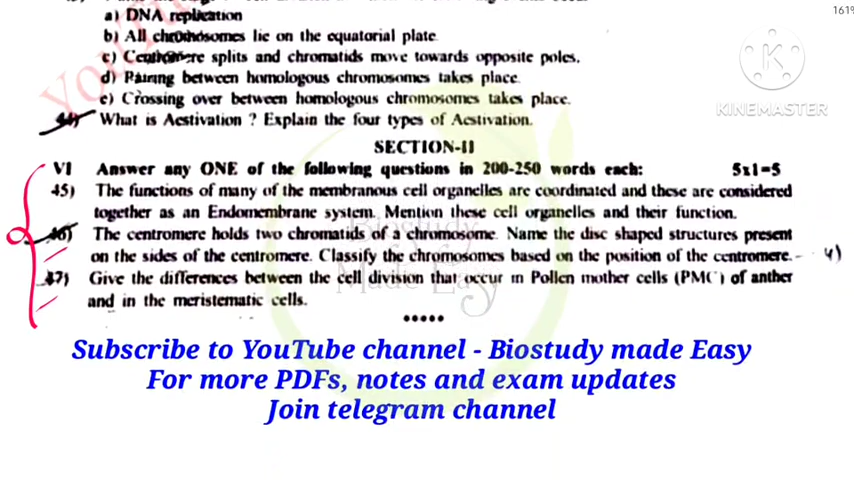 161%
a) DNA replication
b) All chromosomes lie on the equatorial plate.
c) Centromere splits and chromatids move towards opposite poles.
d) Pairing between homologous chromosomes takes place.
e) Crossing over between homologous chromosomes takes place.
44) What is Aestivation ? Explain the four types of Aestivation.
KINEMASTER
SECTION-II
VI Answer any ONE of the following questions in 200-250 words each: 5x1=5
45) The functions of many of the membranous cell organelles are coordinated and these are considered
together as an Endomembrane system. Mention these cell organelles and their function.
46) The centromere holds two chromatids of a chromosome. Name the disc shaped structures present
on the sides of the centromere. Classify the chromosomes based on the position of the centromere. - 4)
47) Give the differences between the cell division that occur in Pollen mother cells (PMC) of anther
and in the meristematic cells.
Biostudy
Made Easy
*****
Subscribe to YouTube channel - Biostudy made Easy
For more PDFs, notes and exam updates
Join telegram channel